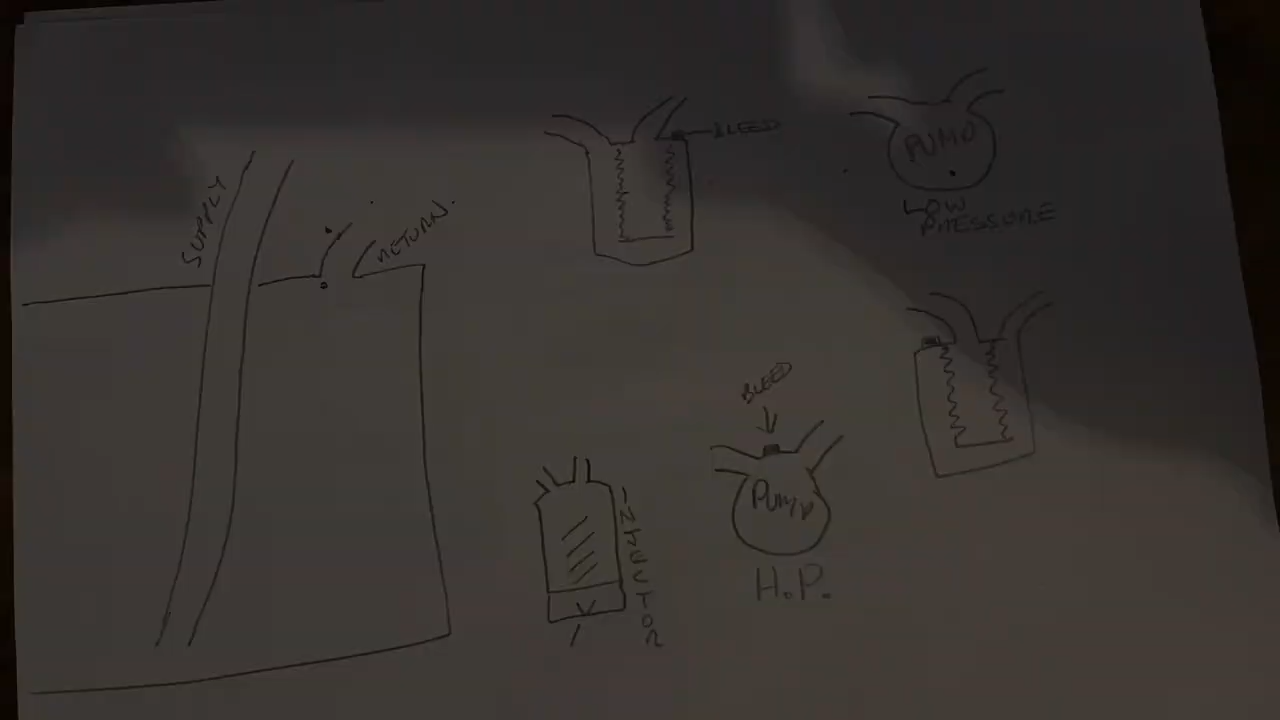 SUPPLY
RETURN
BLEED
PUMP
LOW
PRESSURE
BLEED
PUMP
H.P.
INJECTOR